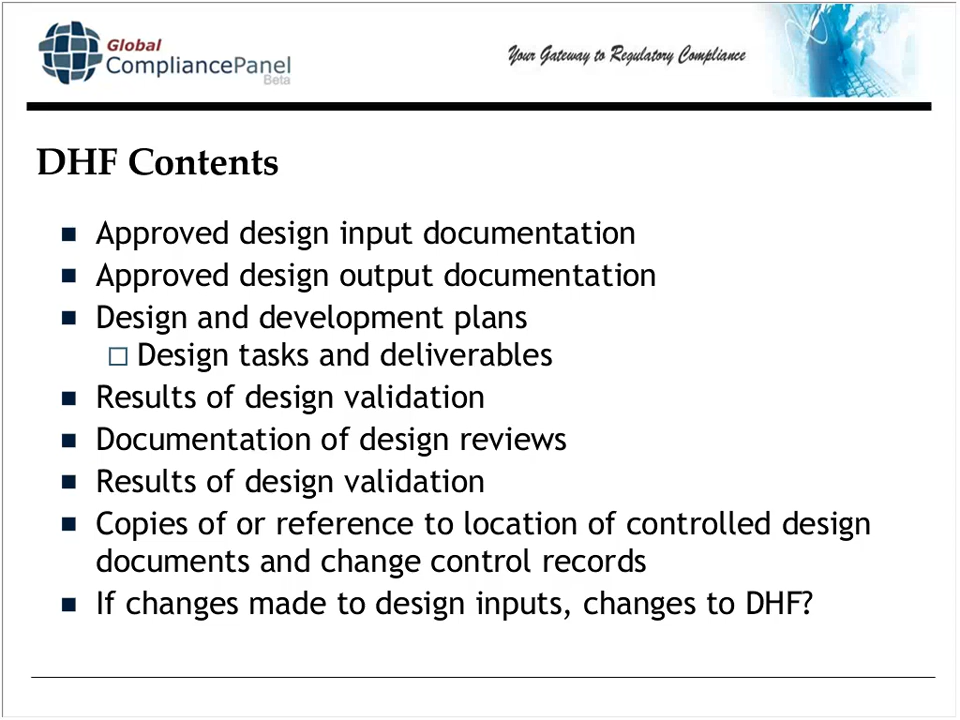 Global
CompliancePanel
Beta
Your Gateway to Regulatory Compliance
DHF Contents
Approved design input documentation
Approved design output documentation
Design and development plans
Design tasks and deliverables
Results of design validation
Documentation of design reviews
Results of design validation
Copies of or reference to location of controlled design
documents and change control records
If changes made to design inputs, changes to DHF?